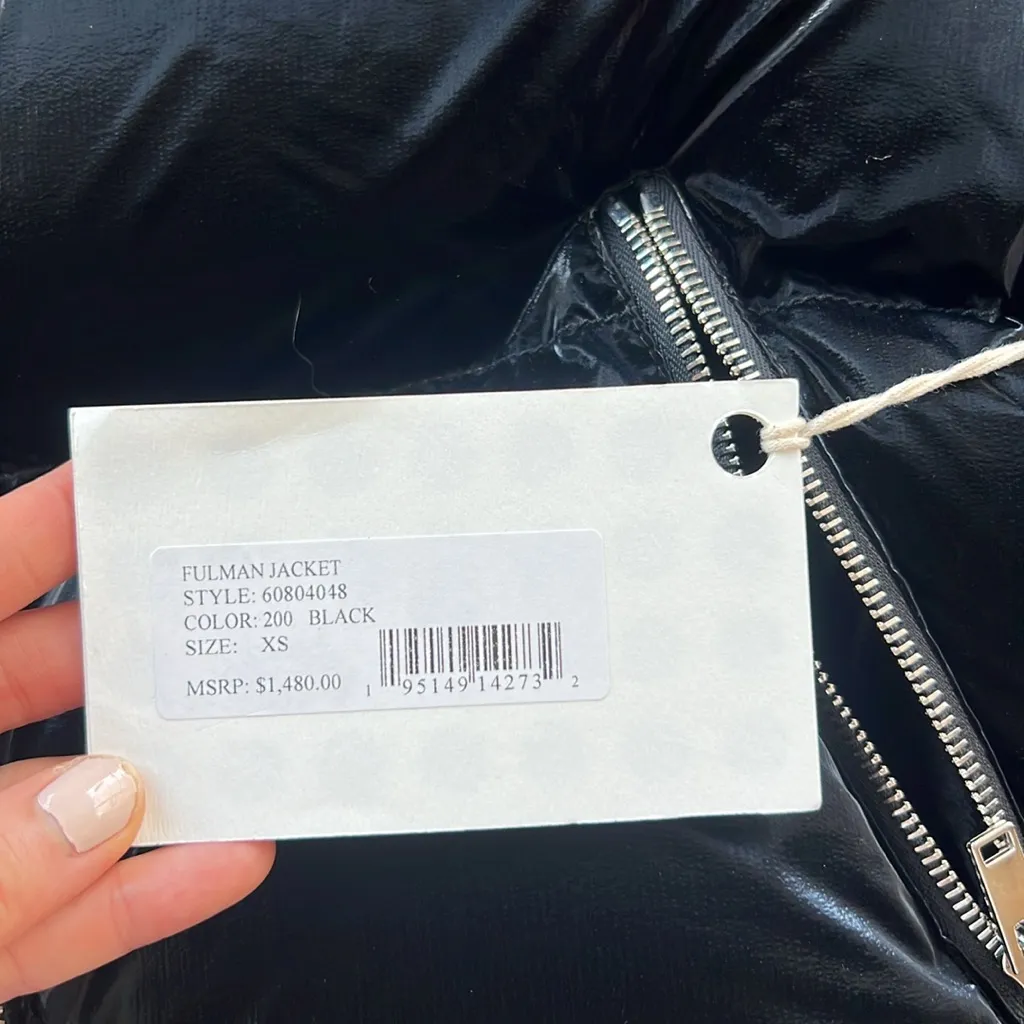 FULMAN JACKET
STYLE: 60804048
COLOR: 200 BLACK
SIZE: XS
MSRP: $1,480.00
1 95149 14273 2